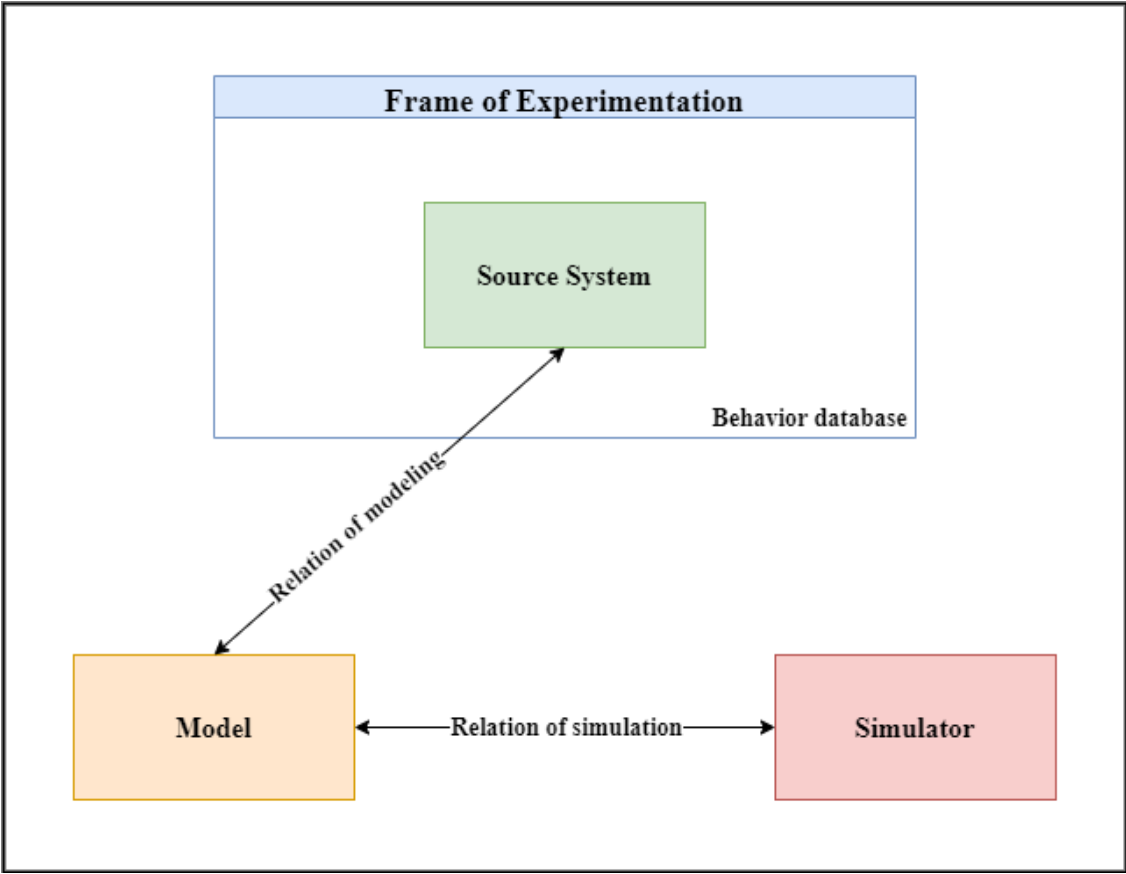 Frame of Experimentation
Source System
Behavior database
Relation of modeling
Model
Relation of simulation
Simulator